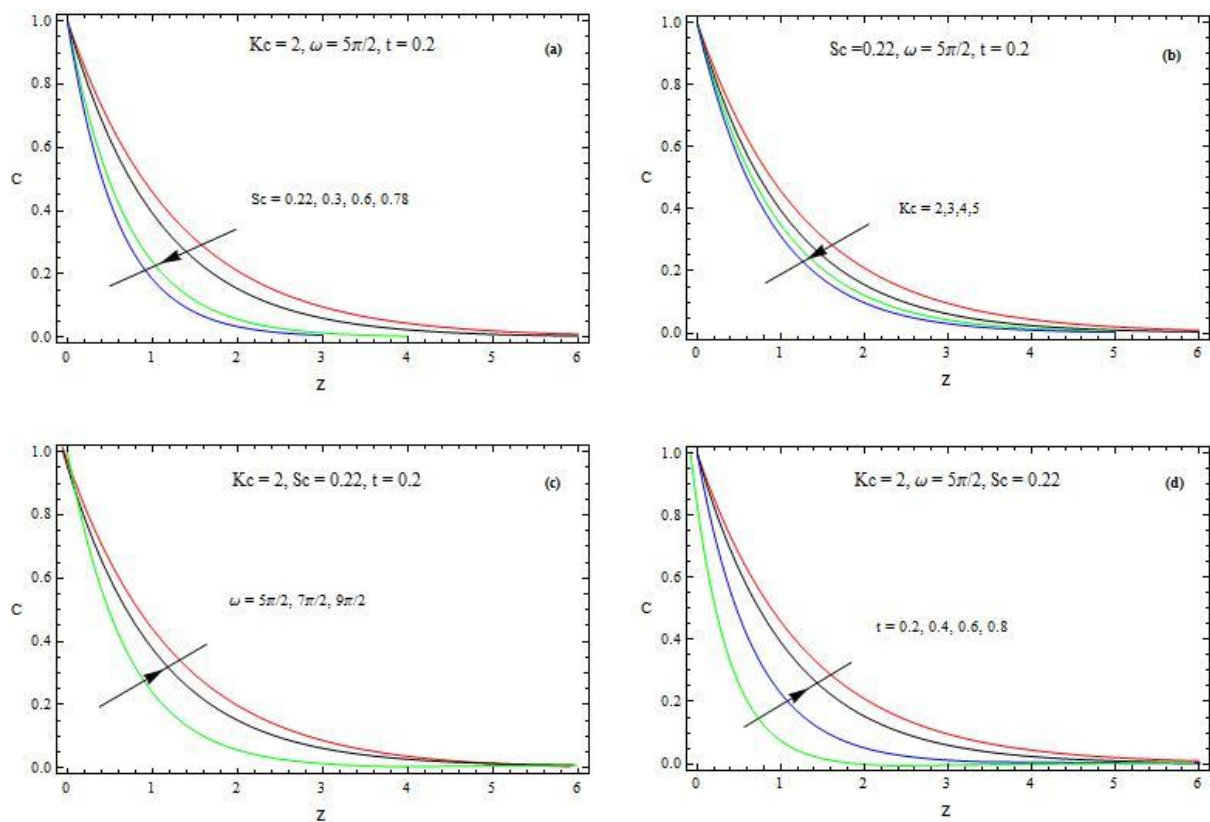 Kc = 2, ω = 5π/2, t = 0.2
(a)
1.0
0.8
0.6
C
0.4
0.2
0.0
Sc = 0.22, 0.3, 0.6, 0.78
0 1 2 3 4 5 6
Z
Sc =0.22, ω = 5π/2, t = 0.2
(b)
1.0
0.8
0.6
C
0.4
0.2
0.0
Kc = 2,3,4,5
0 1 2 3 4 5 6
Z
Kc = 2, Sc = 0.22, t = 0.2
(c)
1.0
0.8
0.6
C
0.4
0.2
0.0
ω = 5π/2, 7π/2, 9π/2
0 1 2 3 4 5 6
Z
Kc = 2, ω = 5π/2, Sc = 0.22
(d)
1.0
0.8
0.6
C
0.4
0.2
0.0
t = 0.2, 0.4, 0.6, 0.8
0 1 2 3 4 5 6
Z